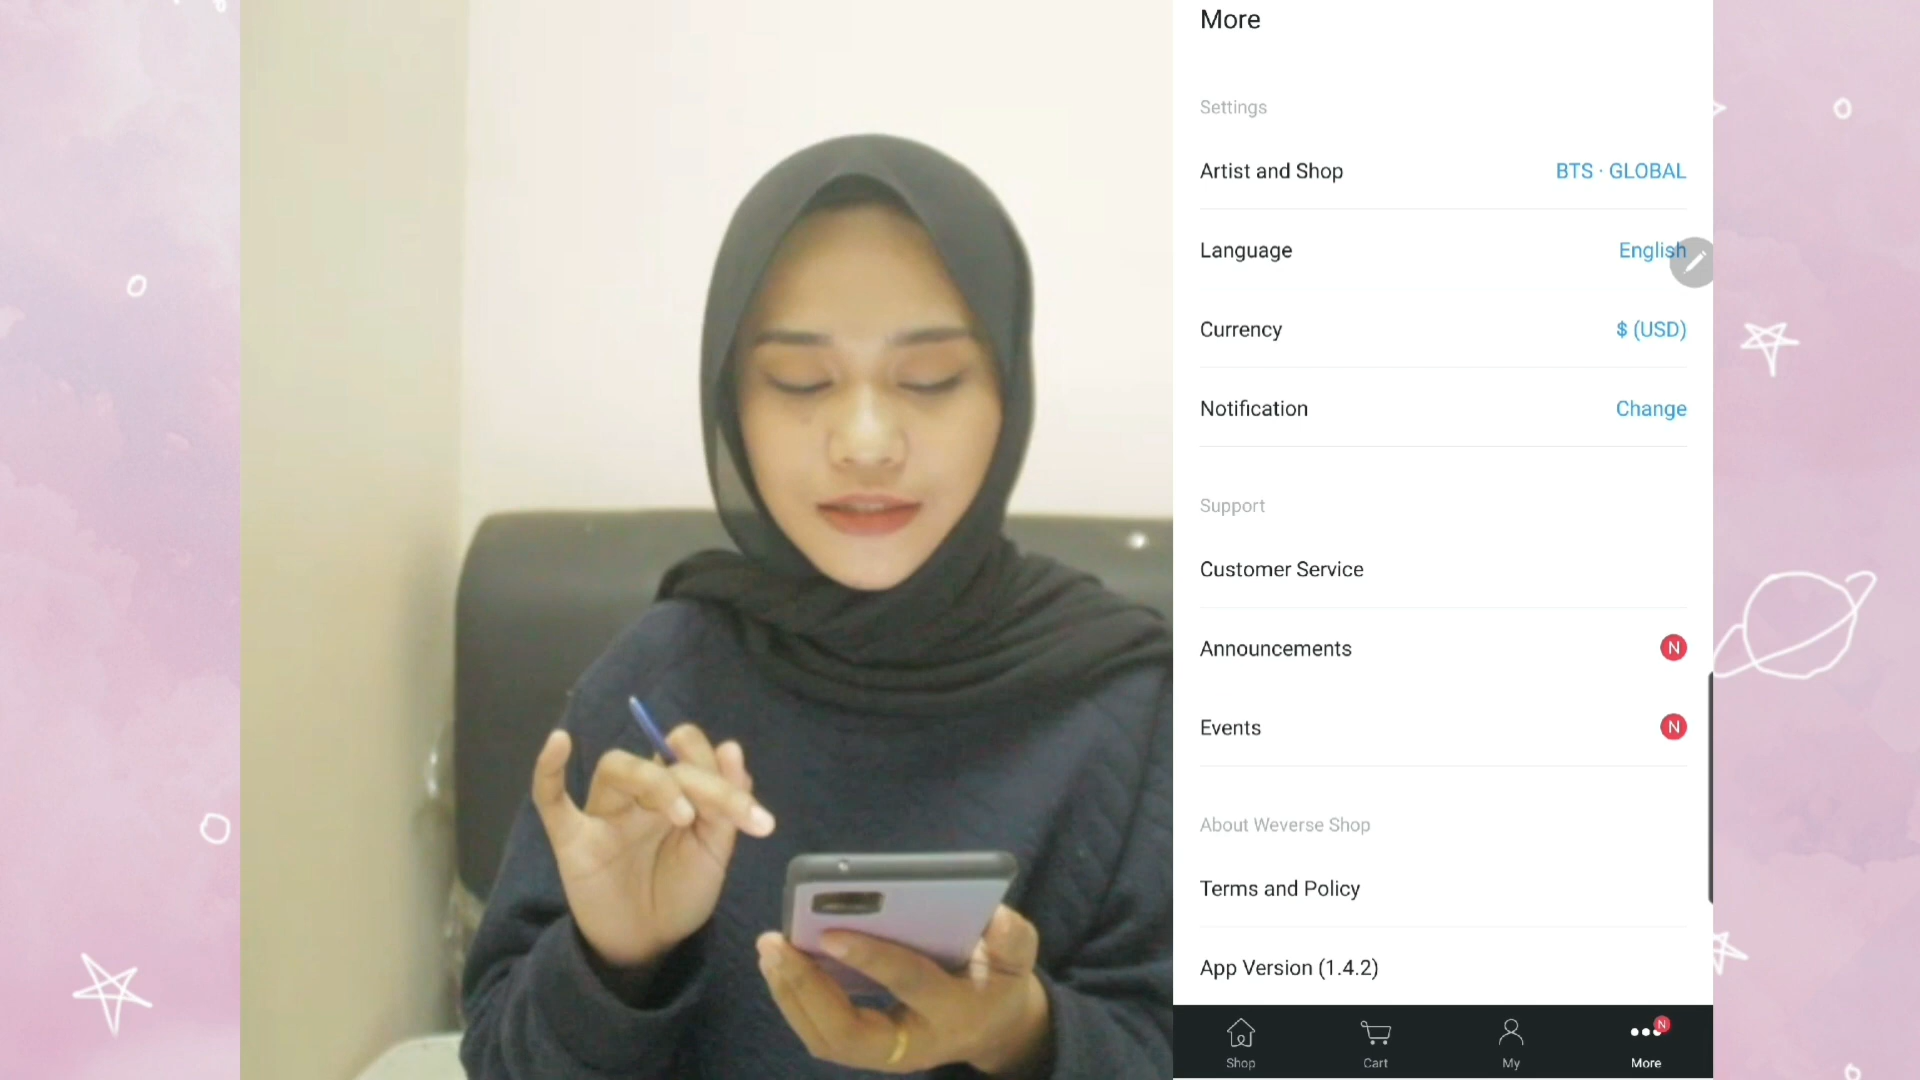 More
Settings
Artist and Shop BTS · GLOBAL
Language English
Currency $ (USD)
Notification Change
Support
Customer Service
Announcements N
Events N
About Weverse Shop
Terms and Policy
App Version (1.4.2)
N
Shop Cart My More